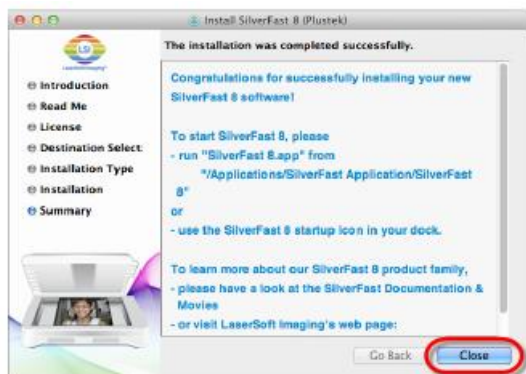 Install SilverFast 8 (Plustek)
LSI
LaserSoft Imaging
The installation was completed successfully.
Introduction
Read Me
License
Destination Select
Installation Type
Installation
Summary
Congratulations for successfully installing your new
SilverFast 8 software!
To start SilverFast 8, please
- run "SilverFast 8.app" from
"/Applications/SilverFast Application/SilverFast
8"
or
- use the SilverFast 8 startup icon in your dock.
To learn more about our SilverFast 8 product family,
- please have a look at the SilverFast Documentation &
Movies
- or visit LaserSoft Imaging's web page:
Go Back
Close